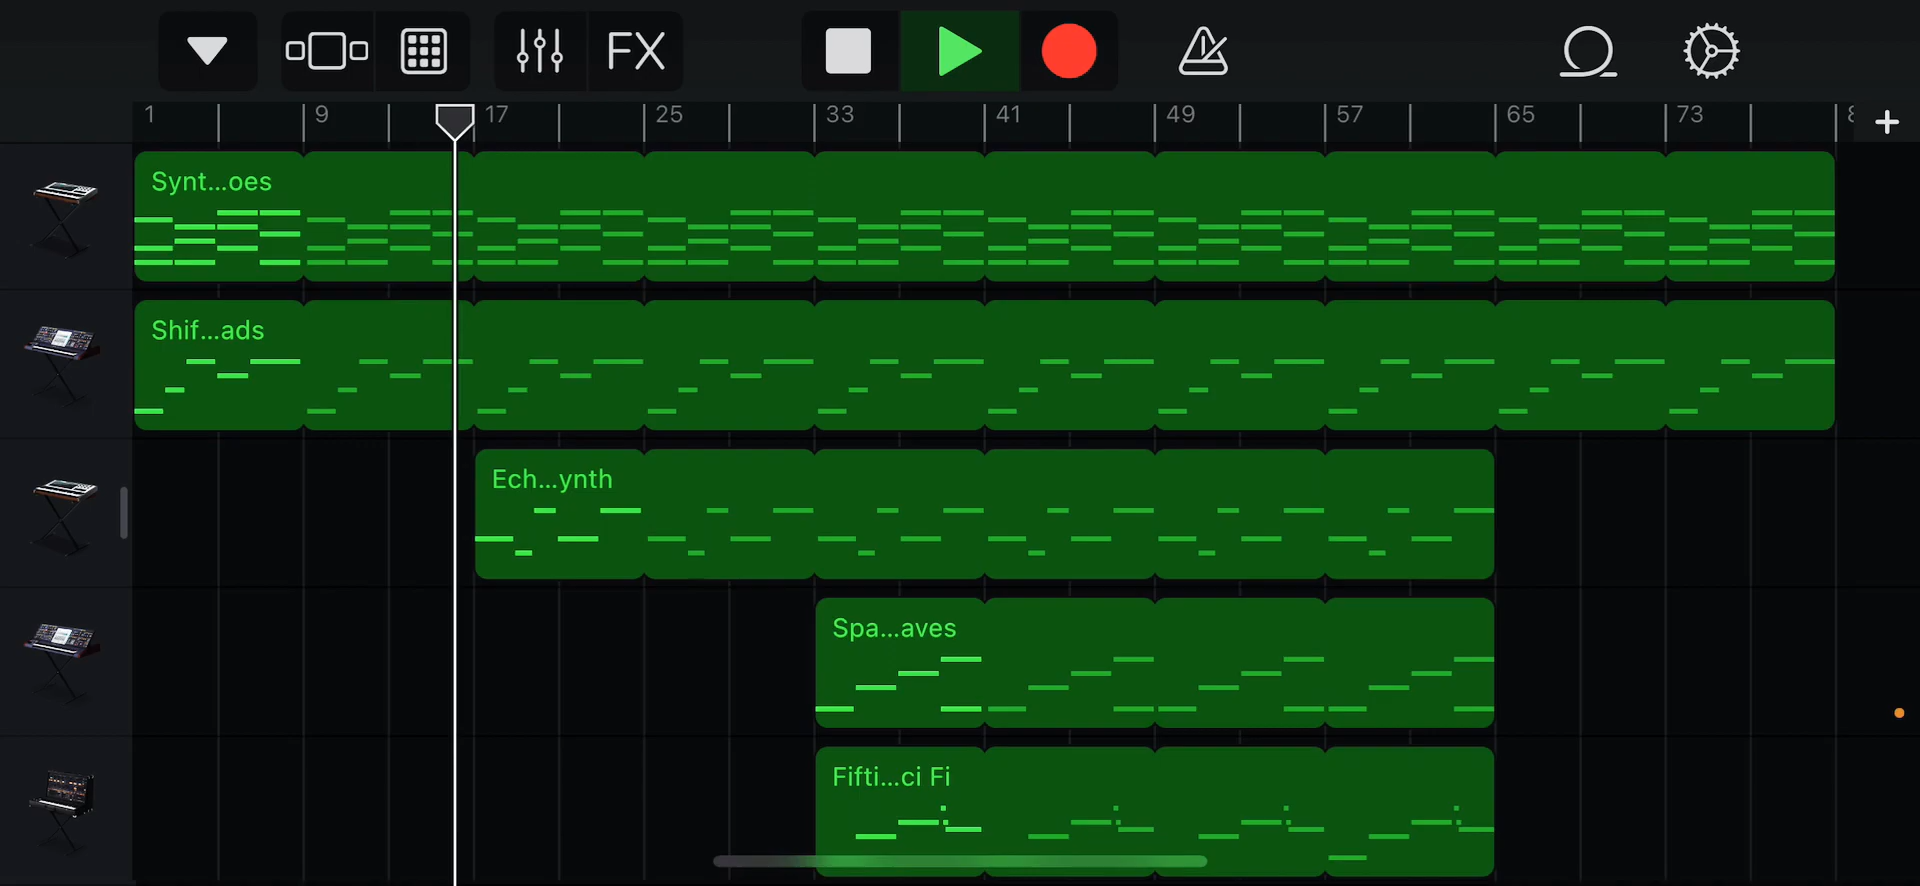 FX
1 9 17 25 33 41 49 57 65 73
Synt...oes
Shif...ads
Ech...ynth
Spa...aves
Fifti...ci Fi